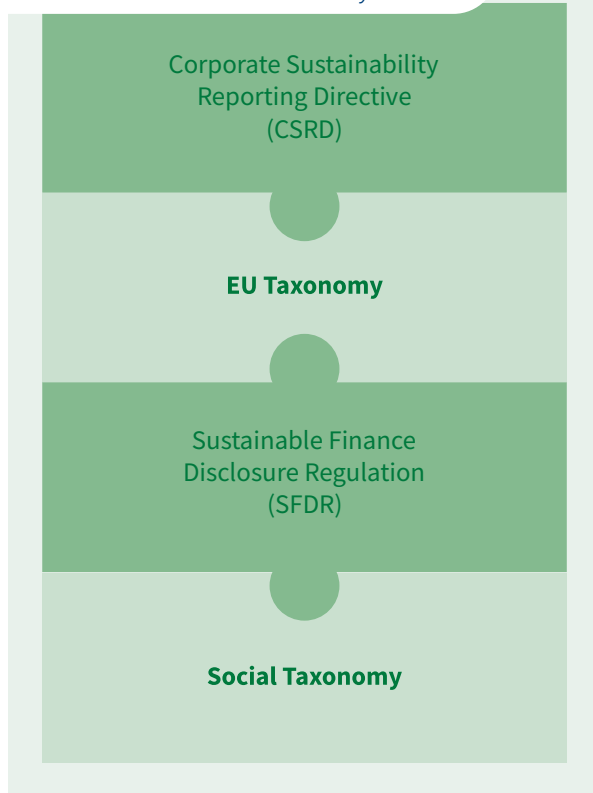 Corporate Sustainability
Reporting Directive
(CSRD)
EU Taxonomy
Sustainable Finance
Disclosure Regulation
(SFDR)
Social Taxonomy